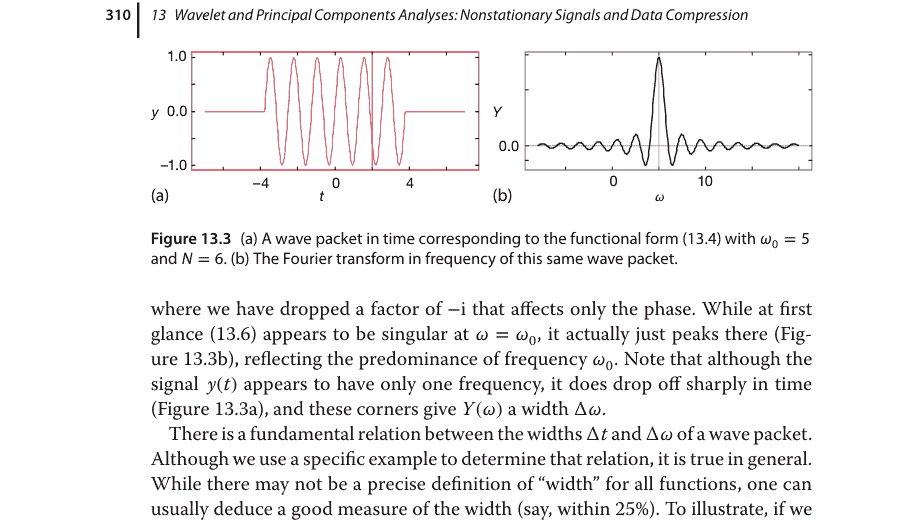 310 13 Wavelet and Principal Components Analyses: Nonstationary Signals and Data Compression
1.0
y 0.0
−1.0
−4 0 4
(a) t
Y
0.0
0 10
(b) ω
Figure 13.3 (a) A wave packet in time corresponding to the functional form (13.4) with ω₀ = 5
and N = 6. (b) The Fourier transform in frequency of this same wave packet.
where we have dropped a factor of −i that affects only the phase. While at first
glance (13.6) appears to be singular at ω = ω₀, it actually just peaks there (Fig-
ure 13.3b), reflecting the predominance of frequency ω₀. Note that although the
signal y(t) appears to have only one frequency, it does drop off sharply in time
(Figure 13.3a), and these corners give Y(ω) a width Δω.
There is a fundamental relation between the widths Δt and Δω of a wave packet.
Although we use a specific example to determine that relation, it is true in general.
While there may not be a precise definition of “width” for all functions, one can
usually deduce a good measure of the width (say, within 25%). To illustrate, if we